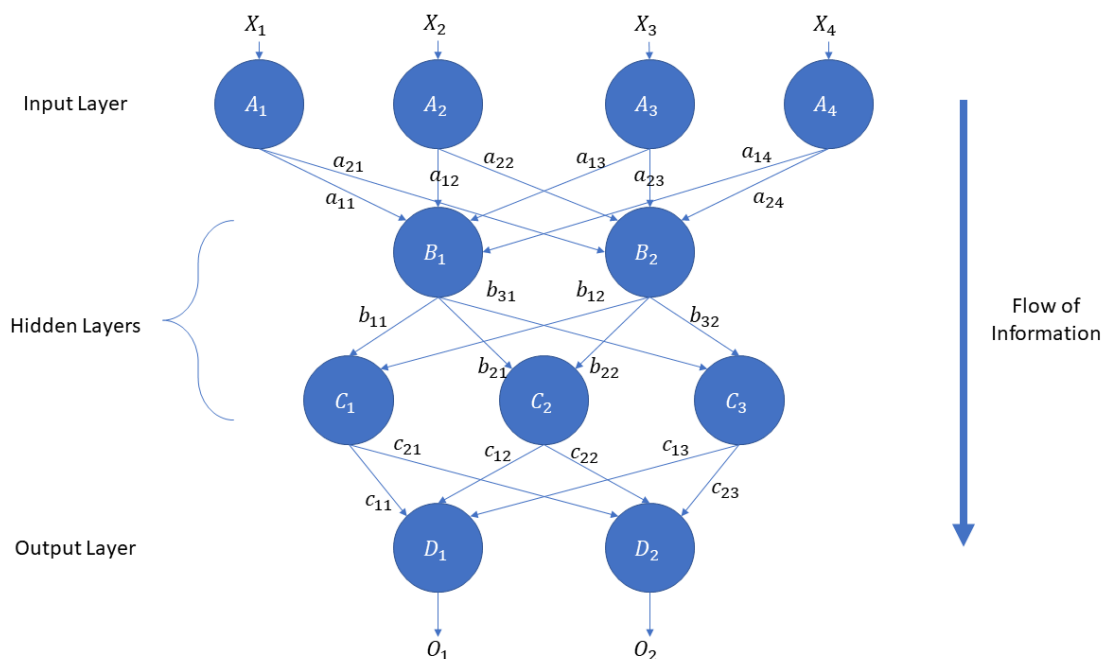 X₁ X₂ X₃ X₄
Input Layer A₁ A₂ A₃ A₄
a₂₁ a₂₂ a₁₃ a₁₄
a₁₂ a₂₃
a₁₁ a₂₄
B₁ B₂
b₃₁ b₁₂
b₁₁ b₃₂
Hidden Layers
Flow of
Information
b₂₁ b₂₂
C₁ C₂ C₃
c₂₁ c₁₂ c₂₂ c₁₃
c₁₁ c₂₃
Output Layer D₁ D₂
O₁ O₂